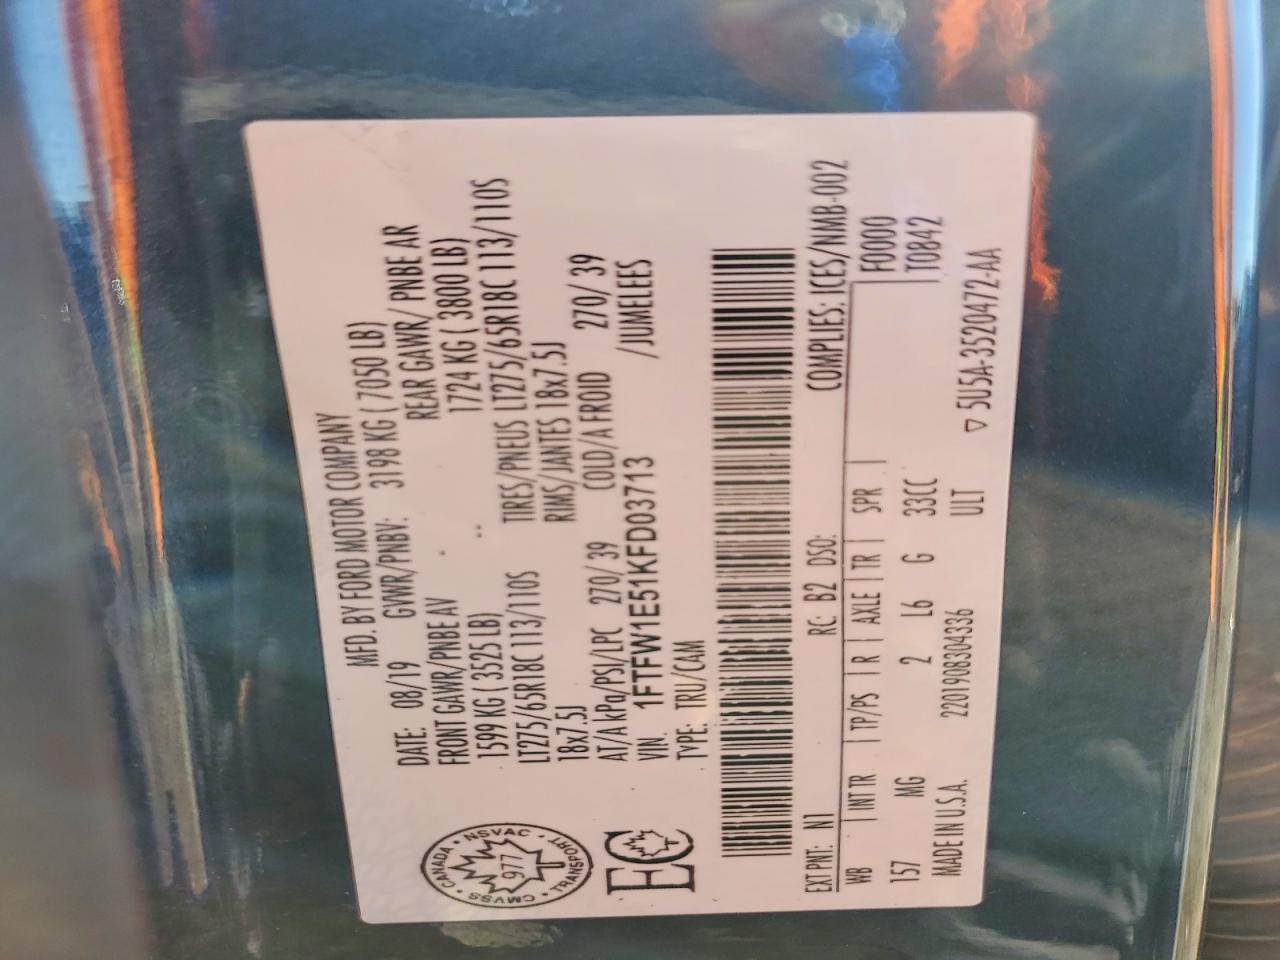 MFD. BY FORD MOTOR COMPANY
DATE: 08/19 GVWR/PNBV: 3198 KG ( 7050 LB)
FRONT GAWR/PNBE AV REAR GAWR/ PNBE AR
1599 KG ( 3525 LB) 1724 KG ( 3800 LB)
LT275/65R18C 113/110S TIRES/PNEUS LT275/65R18C 113/110S
18x7.5J RIMS/JANTES 18x7.5J
AT/A kPa/PSI/LPC 270/ 39 COLD/A FROID 270/ 39
VIN: 1FTFW1E51KFD03713 /JUMELEES
TYPE: TRU/CAM
CANADA · NSVAC · TRANSPORT · CMVSS ·
977
EC
EXT PNT: N1 RC: B2 DSO: COMPLIES: ICES/NMB-002
WB | INT TR | TP/PS | R | AXLE | TR | SPR | F0000
157 MG 2 L6 G 33CC T0842
MADE IN U.S.A. 2201908304336 ULT ▽ 5U5A-3520472-AA